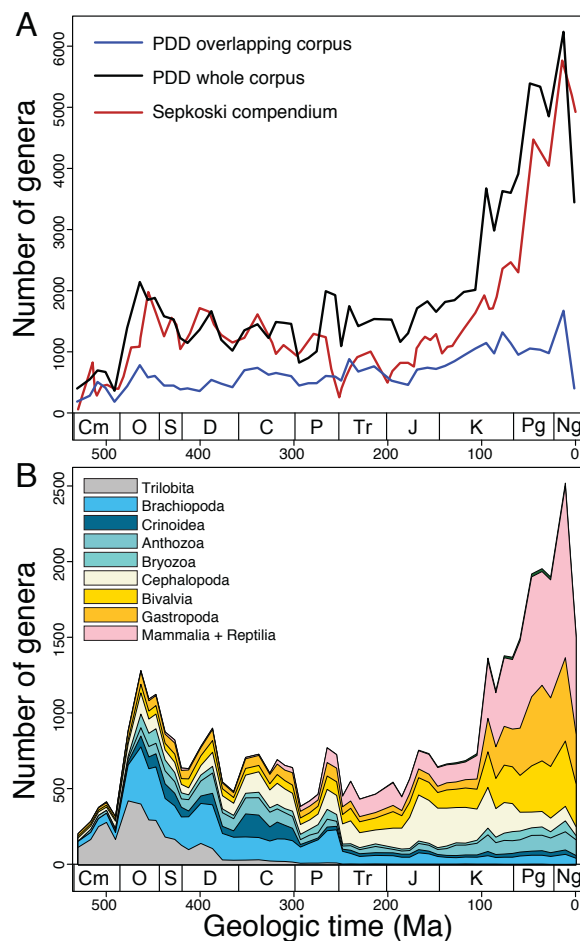 A
PDD overlapping corpus
PDD whole corpus
Sepkoski compendium
Number of genera
6000
5000
4000
3000
2000
1000
0
Cm O S D C P Tr J K Pg Ng
500 400 300 200 100 0
B
Trilobita
Brachiopoda
Crinoidea
Anthozoa
Bryozoa
Cephalopoda
Bivalvia
Gastropoda
Mammalia + Reptilia
Number of genera
2500
2000
1500
1000
500
0
Cm O S D C P Tr J K Pg Ng
500 400 300 200 100 0
Geologic time (Ma)